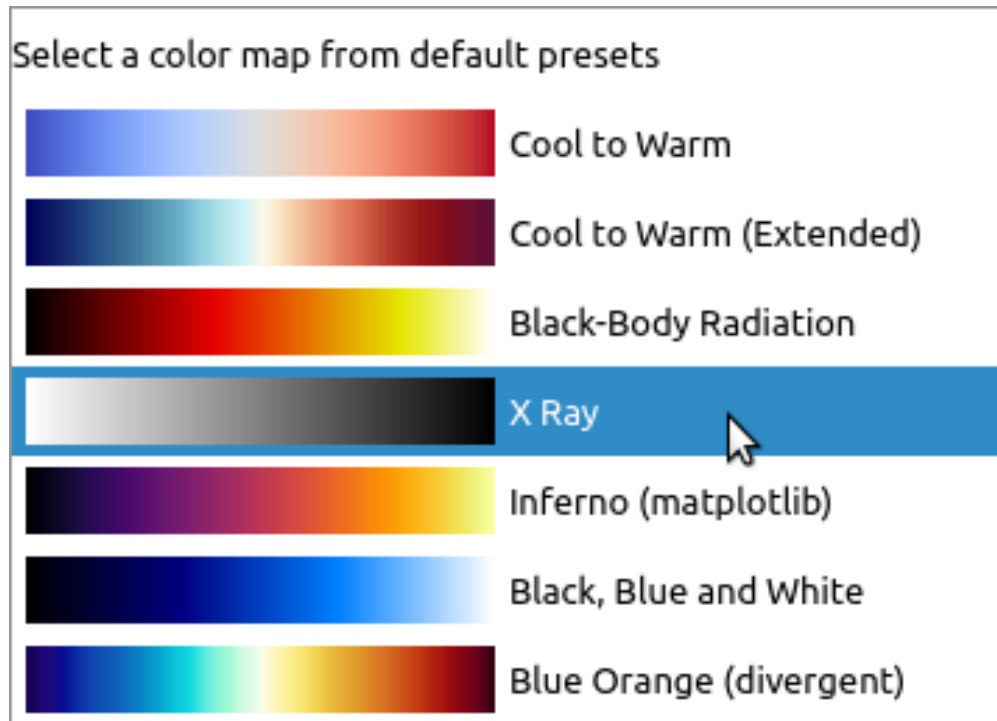 Select a color map from default presets
Cool to Warm
Cool to Warm (Extended)
Black-Body Radiation
X Ray
Inferno (matplotlib)
Black, Blue and White
Blue Orange (divergent)